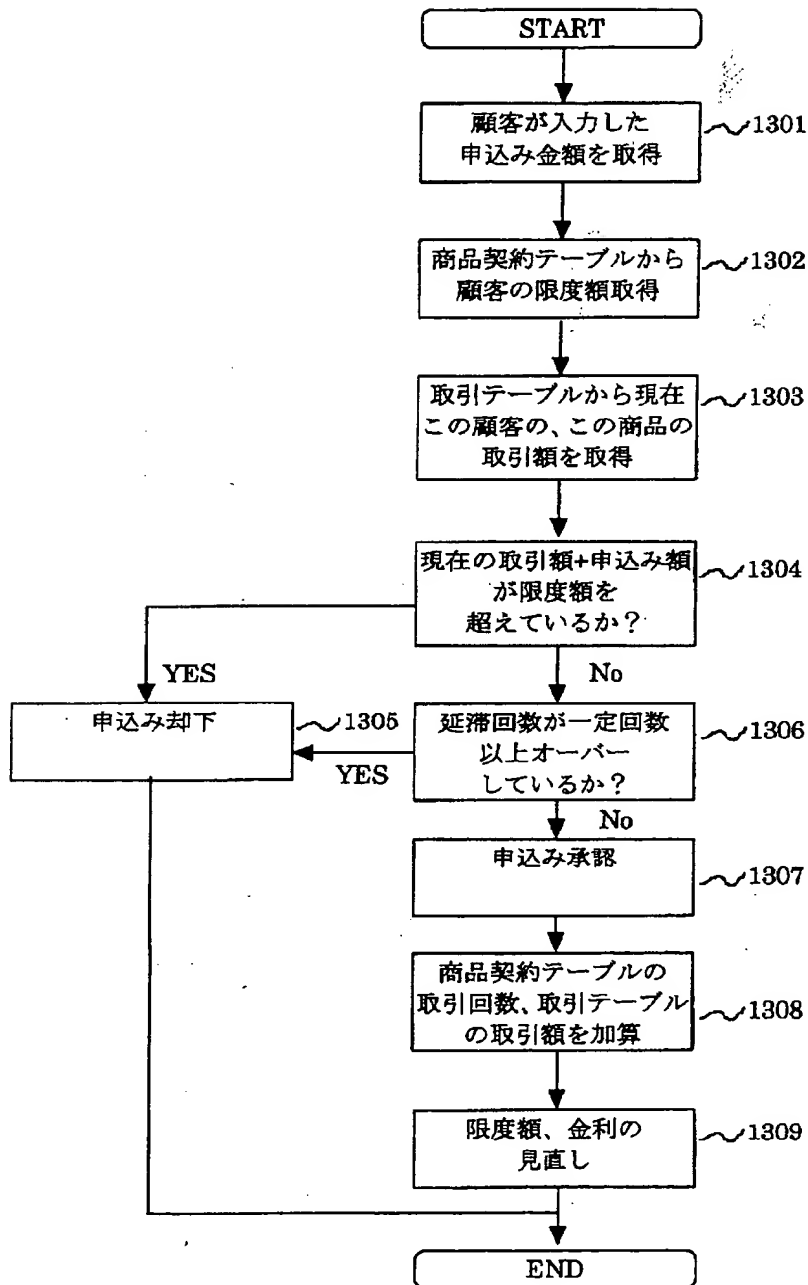 START
顧客が入力した
申込み金額を取得
1301
商品契約テーブルから
顧客の限度額取得
1302
取引テーブルから現在
この顧客の、この商品の
取引額を取得
1303
現在の取引額+申込み額
が限度額を
超えているか?
1304
YES
No
申込み却下
1305
延滞回数が一定回数
以上オーバー
しているか?
1306
YES
No
申込み承認
1307
商品契約テーブルの
取引回数、取引テーブル
の取引額を加算
1308
限度額、金利の
見直し
1309
END